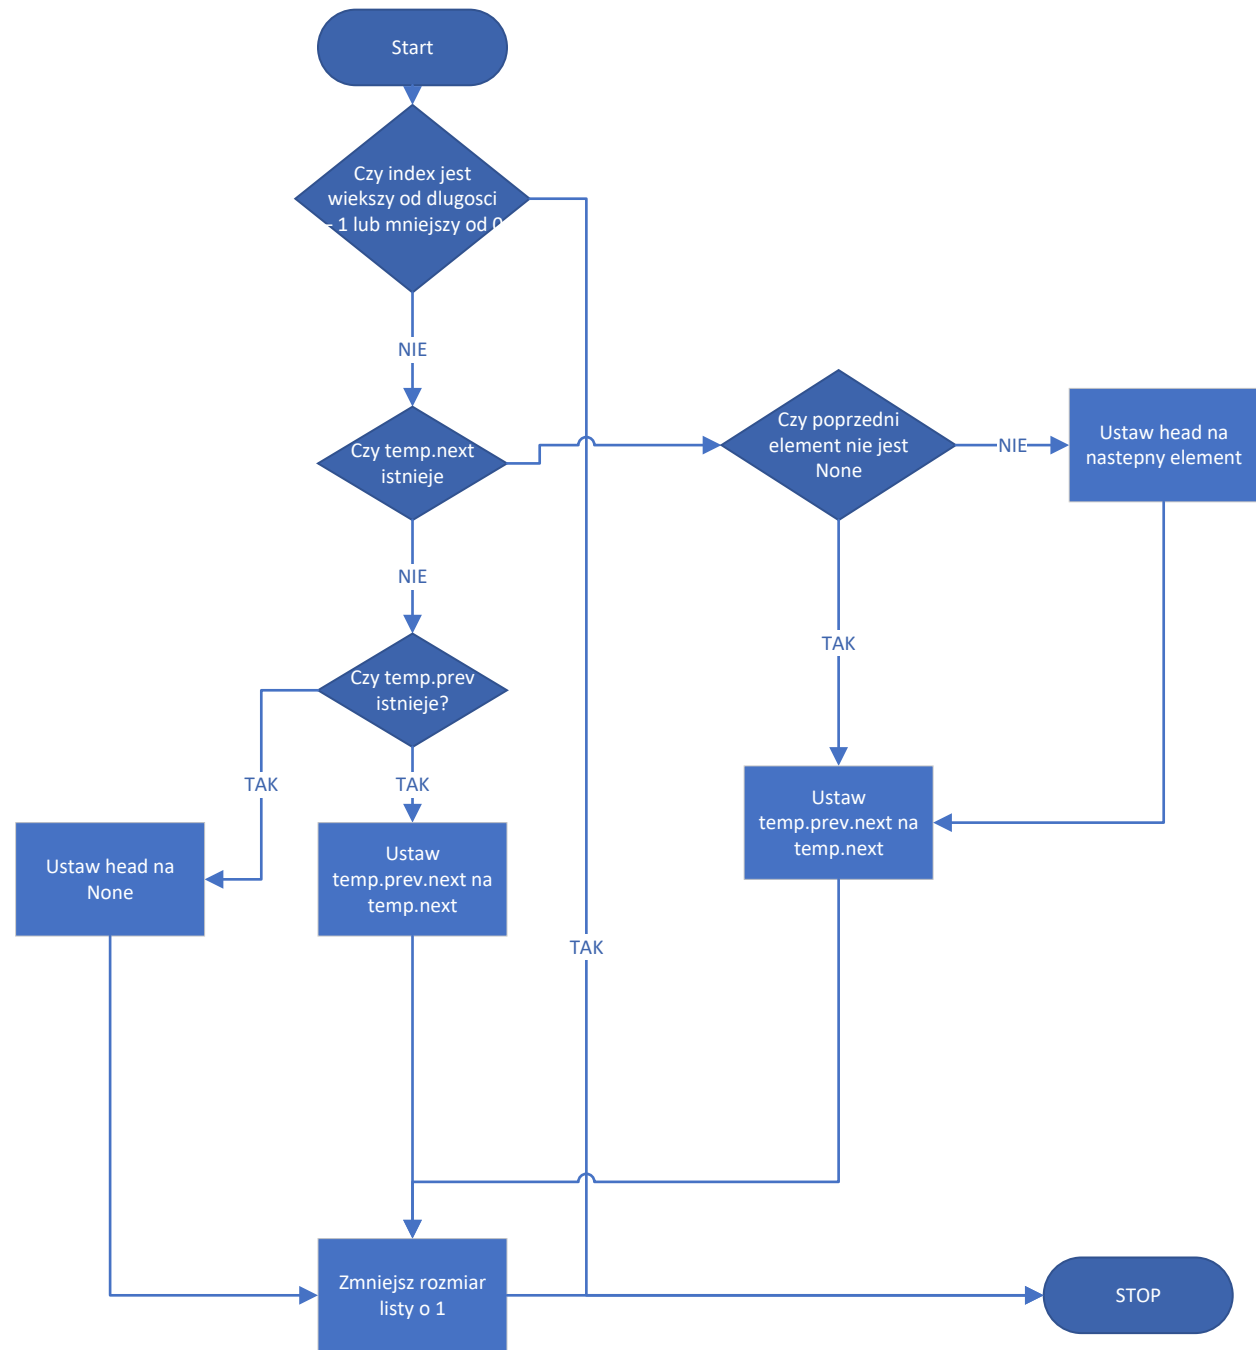 Start
Czy index jest
wiekszy od dlugosci
- 1 lub mniejszy od 0
NIE
Czy temp.next
istnieje
Czy poprzedni
element nie jest
None
NIE
Ustaw head na
nastepny element
NIE
TAK
Czy temp.prev
istnieje?
TAK
TAK
Ustaw
temp.prev.next na
temp.next
Ustaw head na
None
Ustaw
temp.prev.next na
temp.next
TAK
Zmniejsz rozmiar
listy o 1
STOP